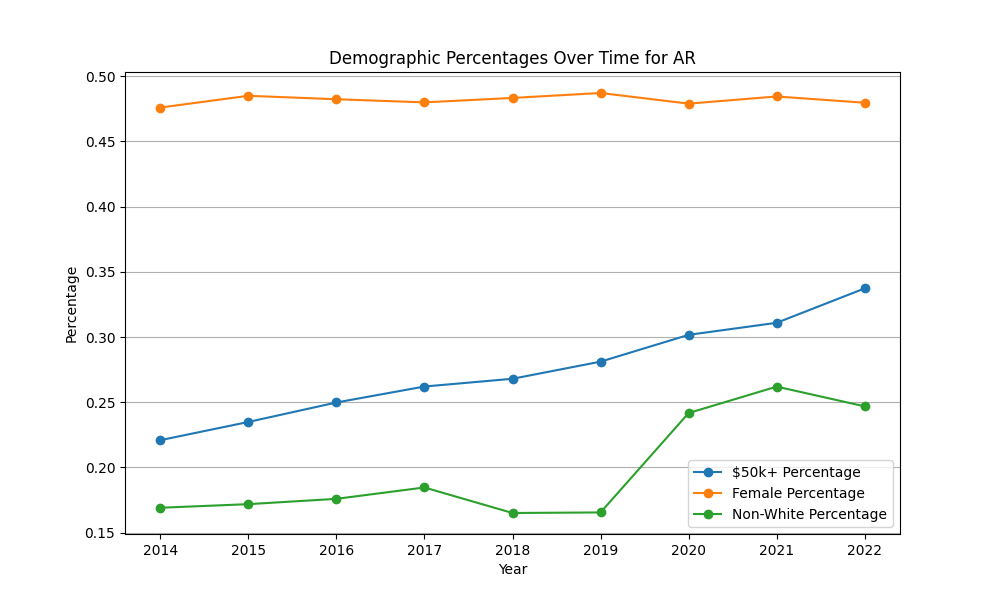 Demographic Percentages Over Time for AR
0.50
0.45
0.40
0.35
0.30
0.25
0.20
0.15
Percentage
2014 2015 2016 2017 2018 2019 2020 2021 2022
Year
$50k+ Percentage
Female Percentage
Non-White Percentage